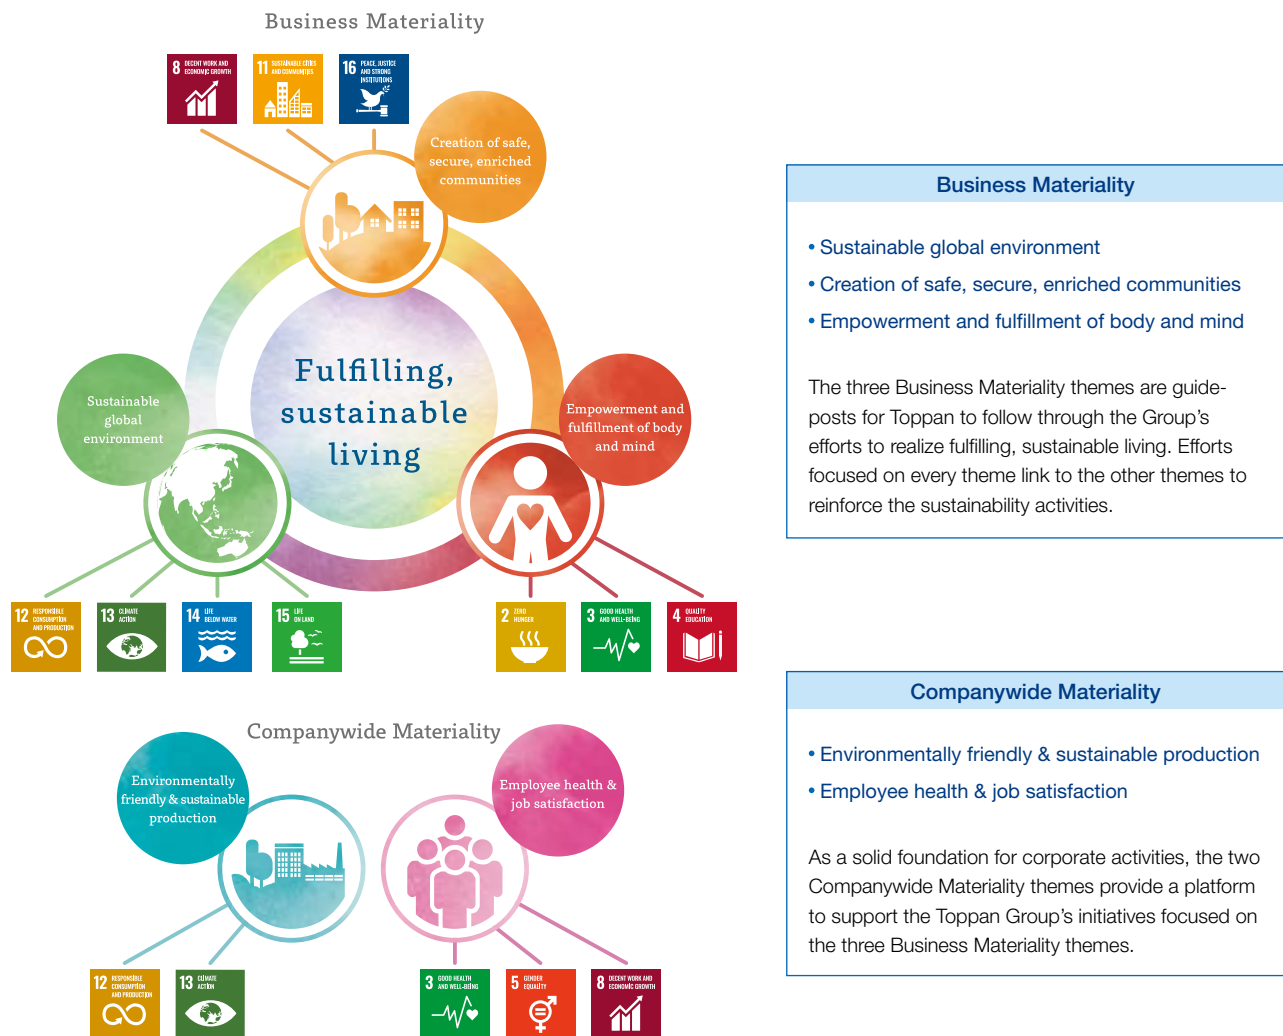 Business Materiality
8 DECENT WORK AND
ECONOMIC GROWTH
11 SUSTAINABLE CITIES
AND COMMUNITIES
16 PEACE, JUSTICE
AND STRONG
INSTITUTIONS
Creation of safe,
secure, enriched
communities
Fulfilling,
sustainable
living
Sustainable
global
environment
Empowerment and
fulfillment of body
and mind
12 RESPONSIBLE
CONSUMPTION
AND PRODUCTION
13 CLIMATE
ACTION
14 LIFE
BELOW WATER
15 LIFE
ON LAND
2 ZERO
HUNGER
3 GOOD HEALTH
AND WELL-BEING
4 QUALITY
EDUCATION
Companywide Materiality
Environmentally
friendly & sustainable
production
Employee health &
job satisfaction
12 RESPONSIBLE
CONSUMPTION
AND PRODUCTION
13 CLIMATE
ACTION
3 GOOD HEALTH
AND WELL-BEING
5 GENDER
EQUALITY
8 DECENT WORK AND
ECONOMIC GROWTH
Business Materiality
• Sustainable global environment
• Creation of safe, secure, enriched communities
• Empowerment and fulfillment of body and mind
The three Business Materiality themes are guide-
posts for Toppan to follow through the Group's
efforts to realize fulfilling, sustainable living. Efforts
focused on every theme link to the other themes to
reinforce the sustainability activities.
Companywide Materiality
• Environmentally friendly & sustainable production
• Employee health & job satisfaction
As a solid foundation for corporate activities, the two
Companywide Materiality themes provide a platform
to support the Toppan Group's initiatives focused on
the three Business Materiality themes.